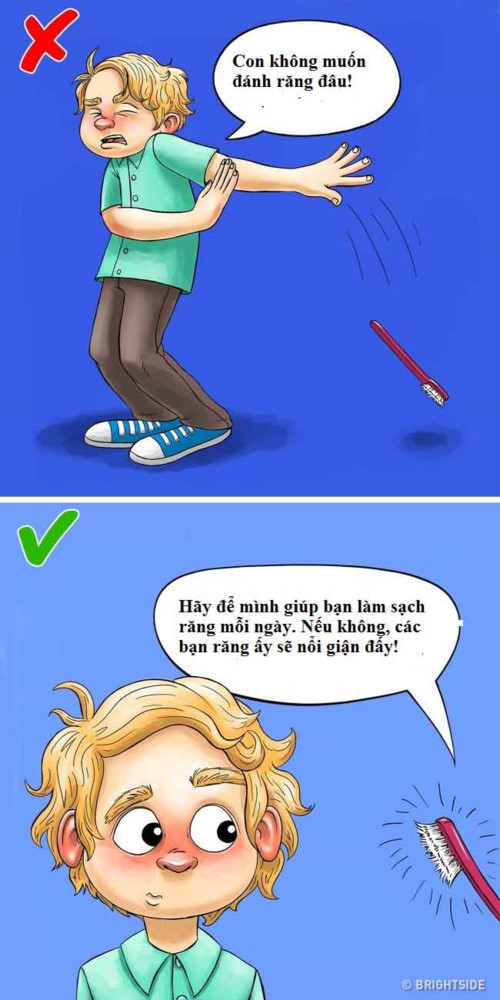 Con không muốn
đánh răng đâu!
Hãy để mình giúp bạn làm sạch
răng mỗi ngày. Nếu không, các
bạn răng ấy sẽ nổi giận đấy!
© BRIGHTSIDE